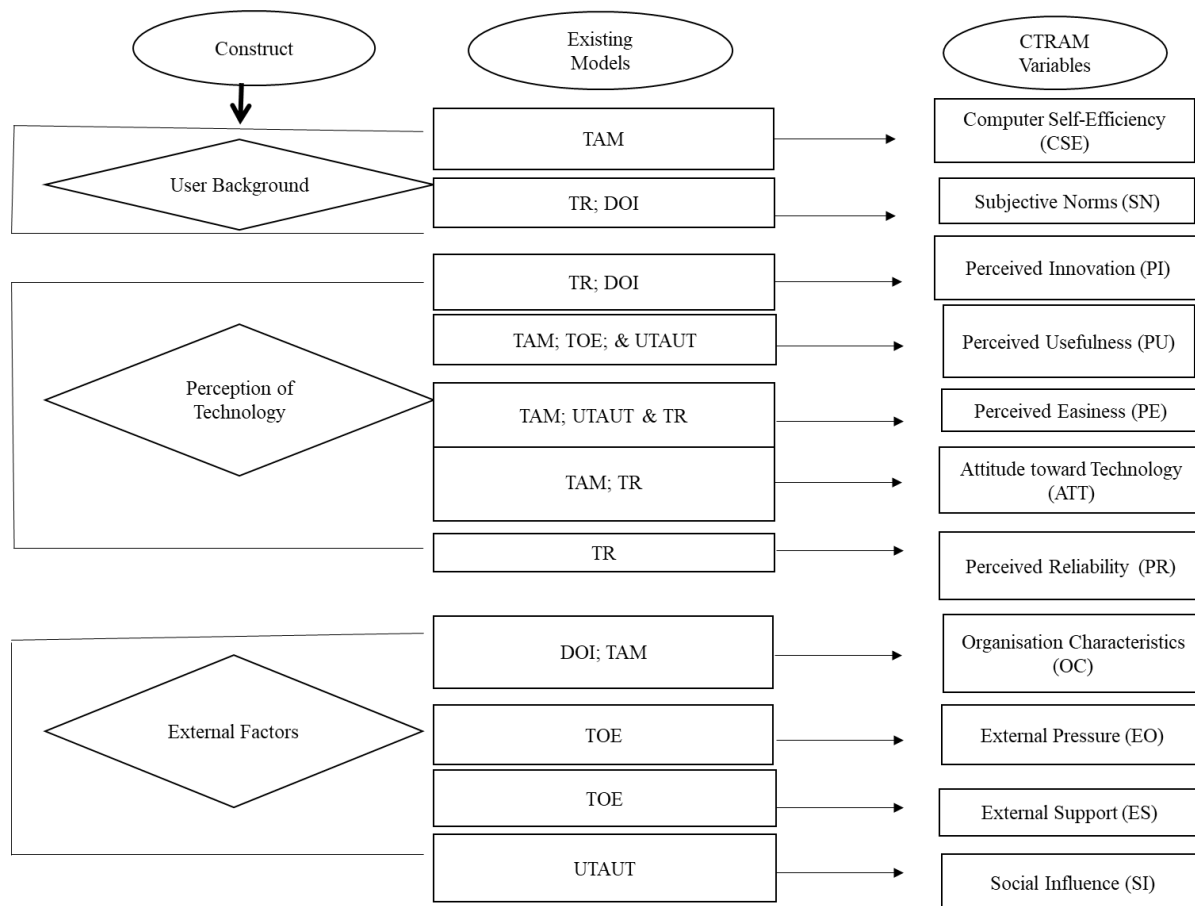 Construct
Existing
Models
CTRAM
Variables
User Background
TAM
Computer Self-Efficiency
(CSE)
TR; DOI
Subjective Norms (SN)
Perception of
Technology
TR; DOI
Perceived Innovation (PI)
TAM; TOE; & UTAUT
Perceived Usefulness (PU)
TAM; UTAUT & TR
Perceived Easiness (PE)
TAM; TR
Attitude toward Technology
(ATT)
TR
Perceived Reliability (PR)
External Factors
DOI; TAM
Organisation Characteristics
(OC)
TOE
External Pressure (EO)
TOE
External Support (ES)
UTAUT
Social Influence (SI)